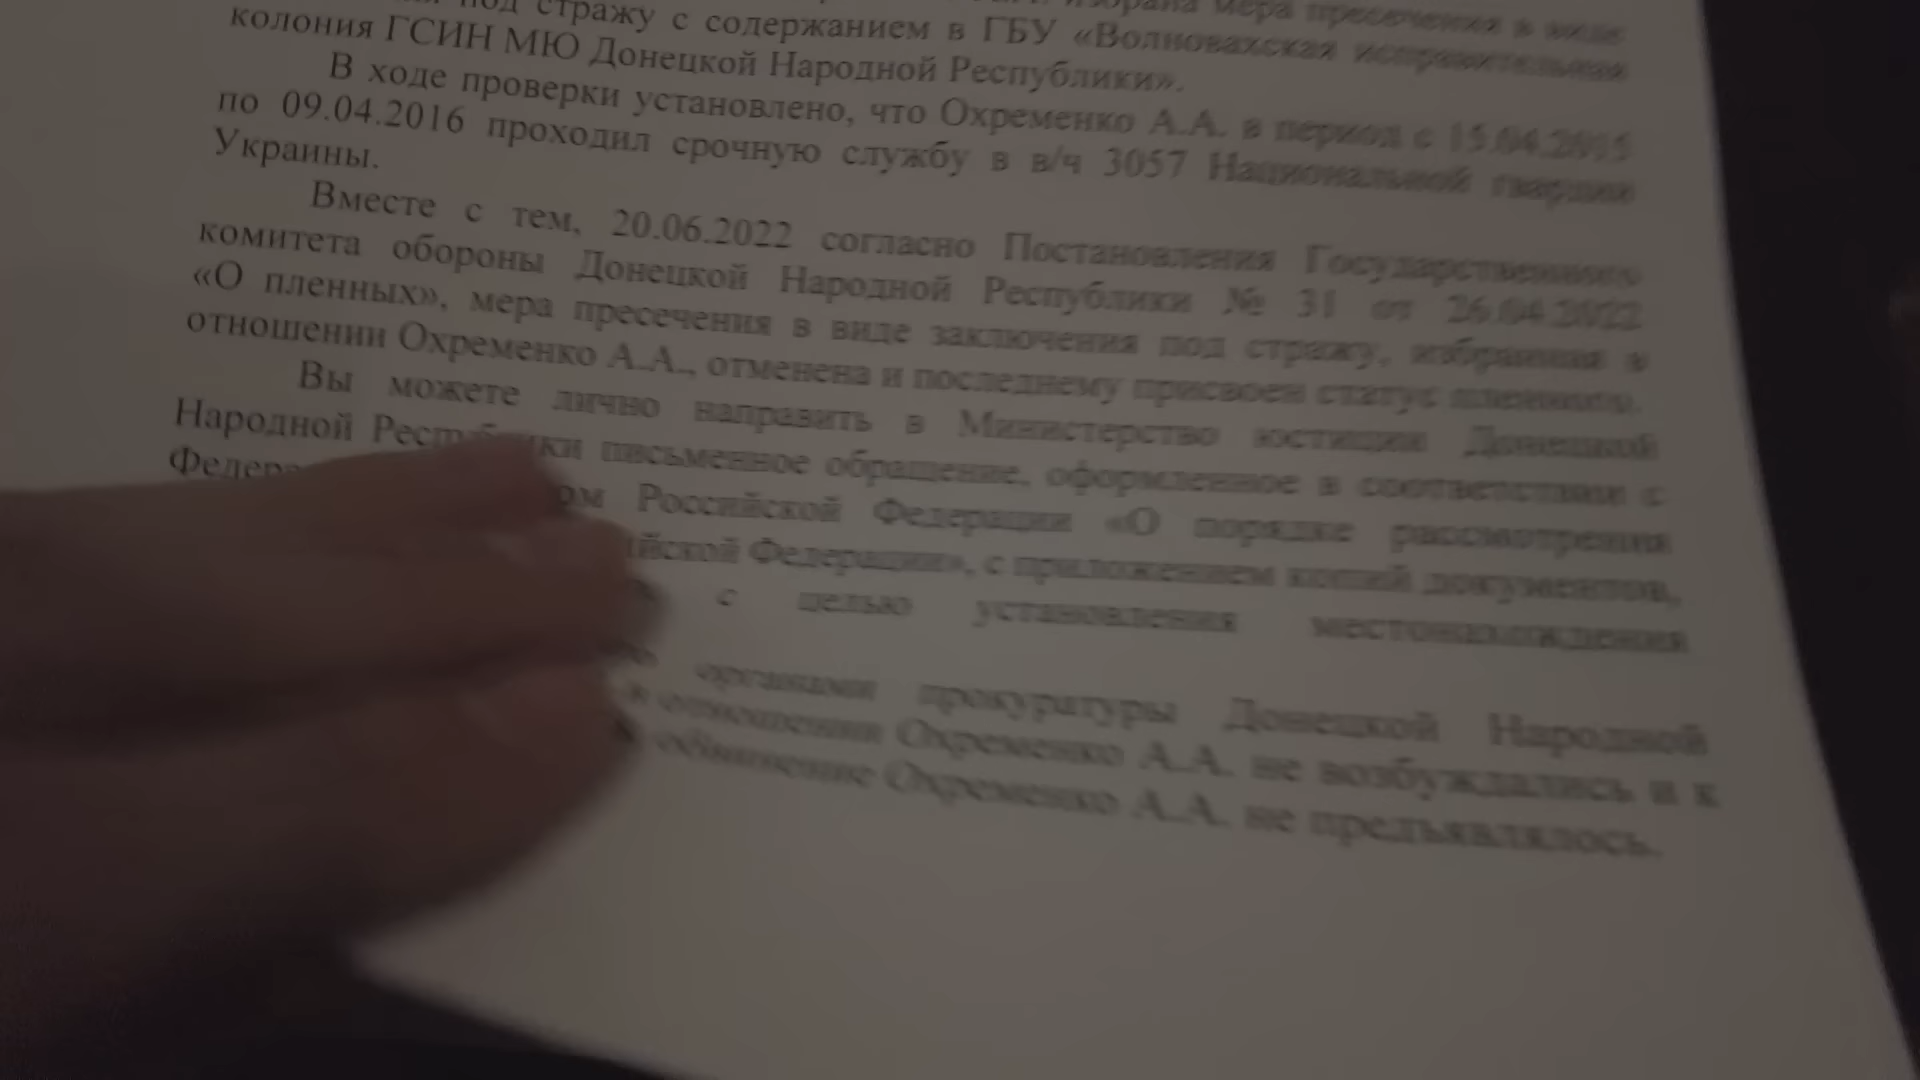 под стражу с содержанием в ГБУ «Волновахская исправительная
колония ГСИН МЮ Донецкой Народной Республики».
В ходе проверки установлено, что Охременко А.А. в период с 15.04.2015
по 09.04.2016 проходил срочную службу в в/ч 3057 Национальной гвардии
Украины.
Вместе с тем, 20.06.2022 согласно Постановления Государственного
комитета обороны Донецкой Народной Республики № 31 от 26.04.2022
«О пленных», мера пресечения в виде заключения под стражу, избранная в
отношении Охременко А.А., отменена и последнему присвоен статус пленного.
Вы можете лично направить в Министерство юстиции Донецкой
Народной Республики письменное обращение, оформленное в соответствии с
Российской Федерации «О порядке рассмотрения
Федерации», с приложением копий документов,
с целью установления местонахождения
органами прокуратуры Донецкой Народной
в отношении Охременко А.А. не возбуждались и к
обвинение Охременко А.А. не предъявлялось.